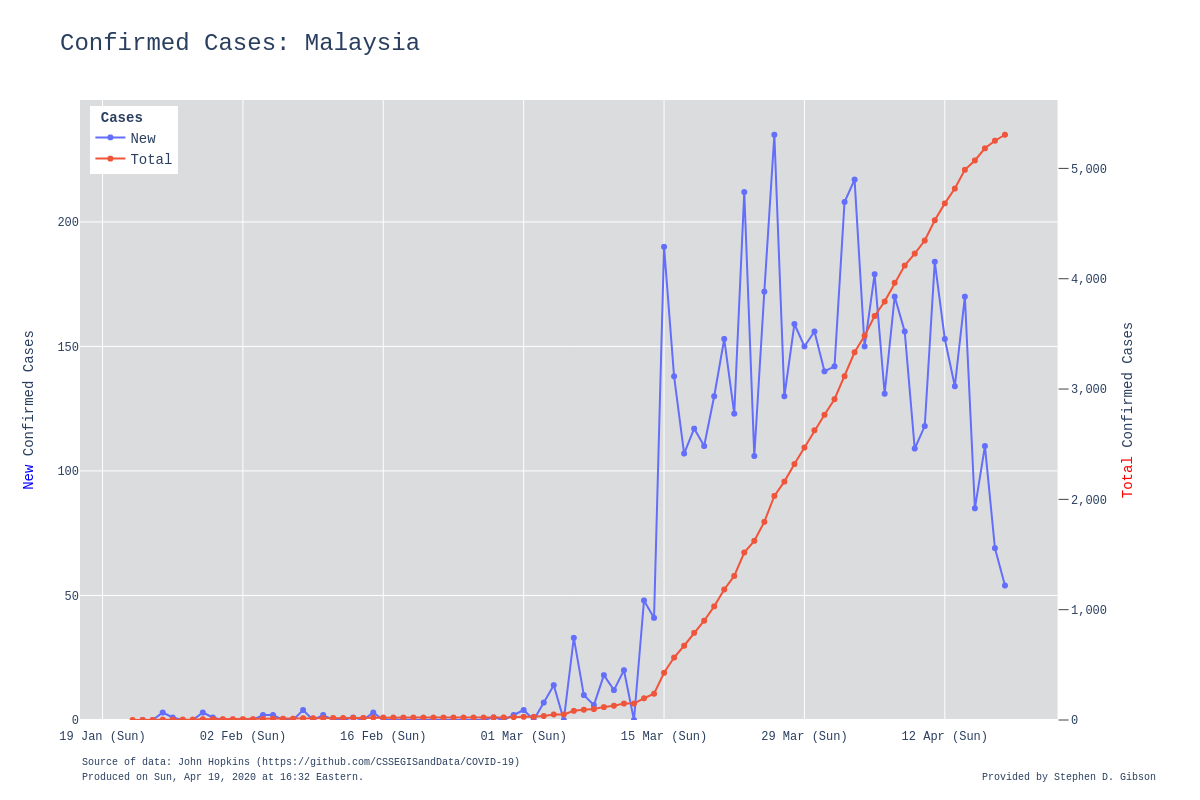 Confirmed Cases: Malaysia
Cases
New
Total
200
150
100
50
0
5,000
4,000
3,000
2,000
1,000
0
New Confirmed Cases
Total Confirmed Cases
19 Jan (Sun)
02 Feb (Sun)
16 Feb (Sun)
01 Mar (Sun)
15 Mar (Sun)
29 Mar (Sun)
12 Apr (Sun)
Source of data: John Hopkins (https://github.com/CSSEGISandData/COVID-19)
Produced on Sun, Apr 19, 2020 at 16:32 Eastern.
Provided by Stephen D. Gibson